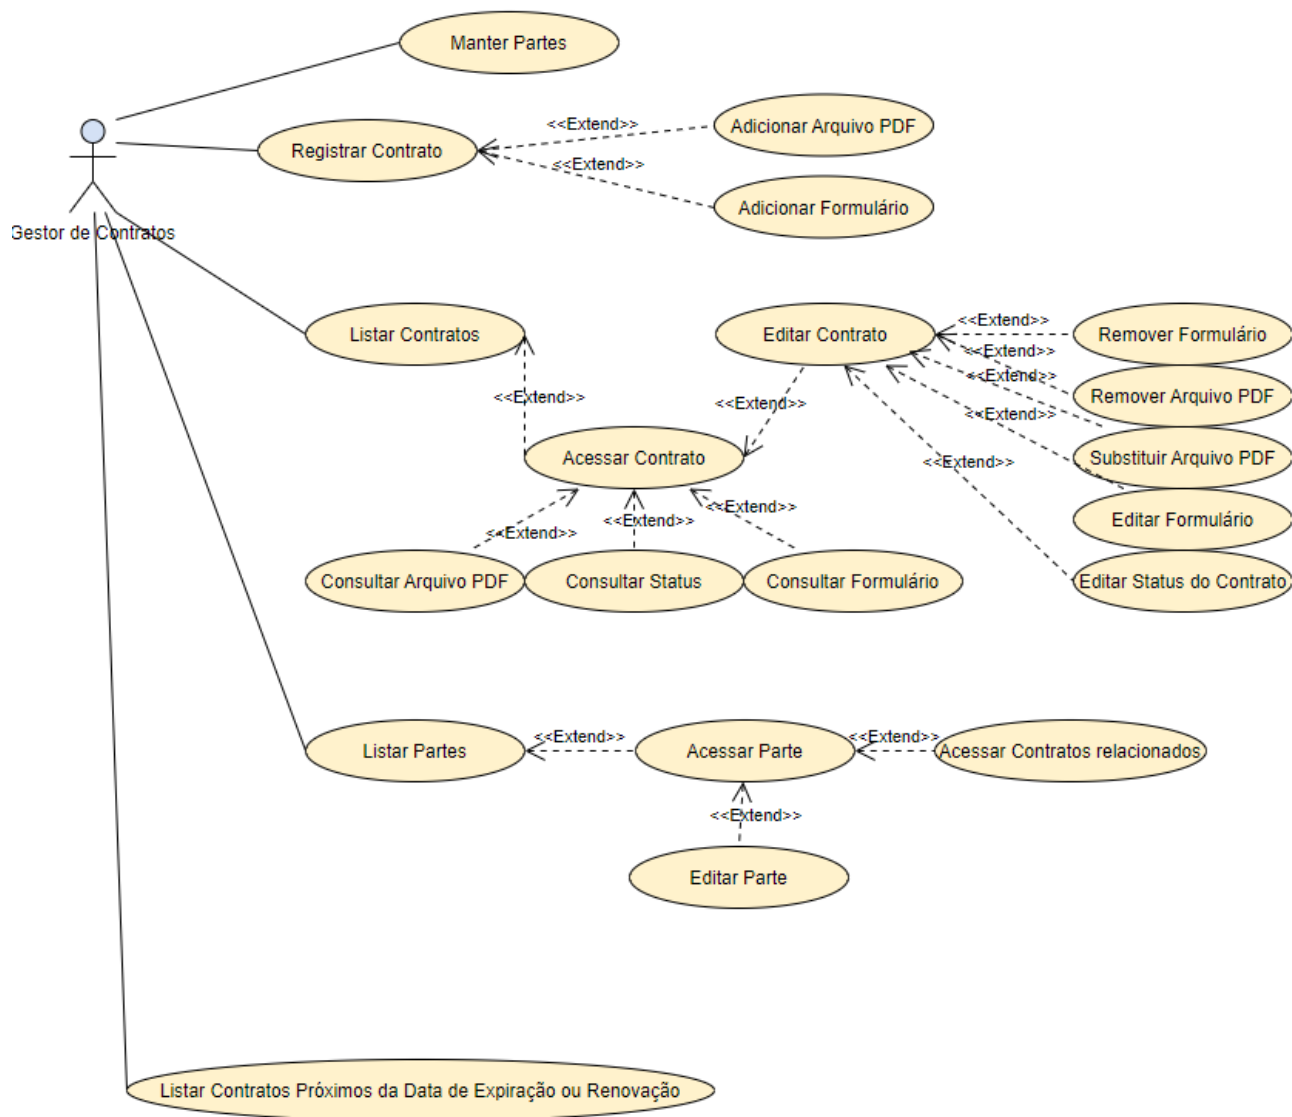 Manter Partes
<<Extend>>
Adicionar Arquivo PDF
Registrar Contrato
<<Extend>>
Adicionar Formulário
Gestor de Contratos
Listar Contratos
Editar Contrato
<<Extend>>
Remover Formulário
<<Extend>>
<<Extend>>
Remover Arquivo PDF
<<Extend>>
<<Extend>>
<<Extend>>
Acessar Contrato
Substituir Arquivo PDF
<<Extend>>
Editar Formulário
<<Extend>>
<<Extend>>
<<Extend>>
Consultar Arquivo PDF
Consultar Status
Consultar Formulário
Editar Status do Contrato
Listar Partes
<<Extend>>
Acessar Parte
<<Extend>>
Acessar Contratos relacionados
<<Extend>>
Editar Parte
Listar Contratos Próximos da Data de Expiração ou Renovação